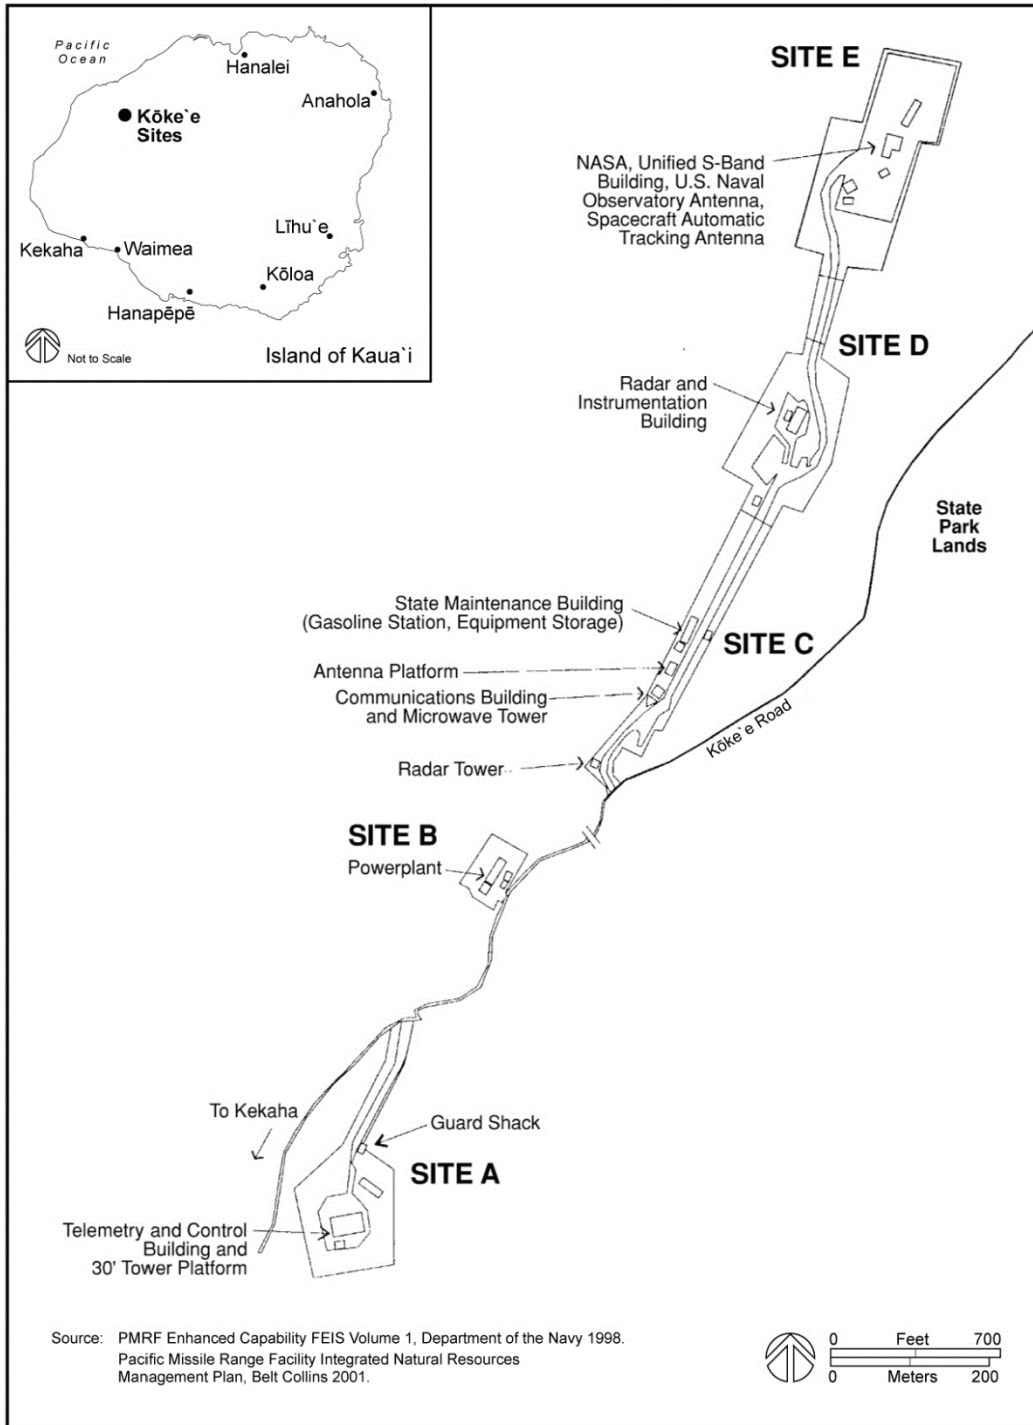 Pacific
Ocean
Hanalei
Anahola
Kōke`e
Sites
Līhu`e
Kekaha
Waimea
Kōloa
Hanapēpē
Not to Scale
Island of Kaua`i
SITE E
NASA, Unified S-Band
Building, U.S. Naval
Observatory Antenna,
Spacecraft Automatic
Tracking Antenna
SITE D
Radar and
Instrumentation
Building
State
Park
Lands
State Maintenance Building
(Gasoline Station, Equipment Storage)
SITE C
Antenna Platform
Communications Building
and Microwave Tower
Kōke`e Road
Radar Tower
SITE B
Powerplant
To Kekaha
Guard Shack
SITE A
Telemetry and Control
Building and
30' Tower Platform
Source: PMRF Enhanced Capability FEIS Volume 1, Department of the Navy 1998.
Pacific Missile Range Facility Integrated Natural Resources
Management Plan, Belt Collins 2001.
0 Feet 700
0 Meters 200